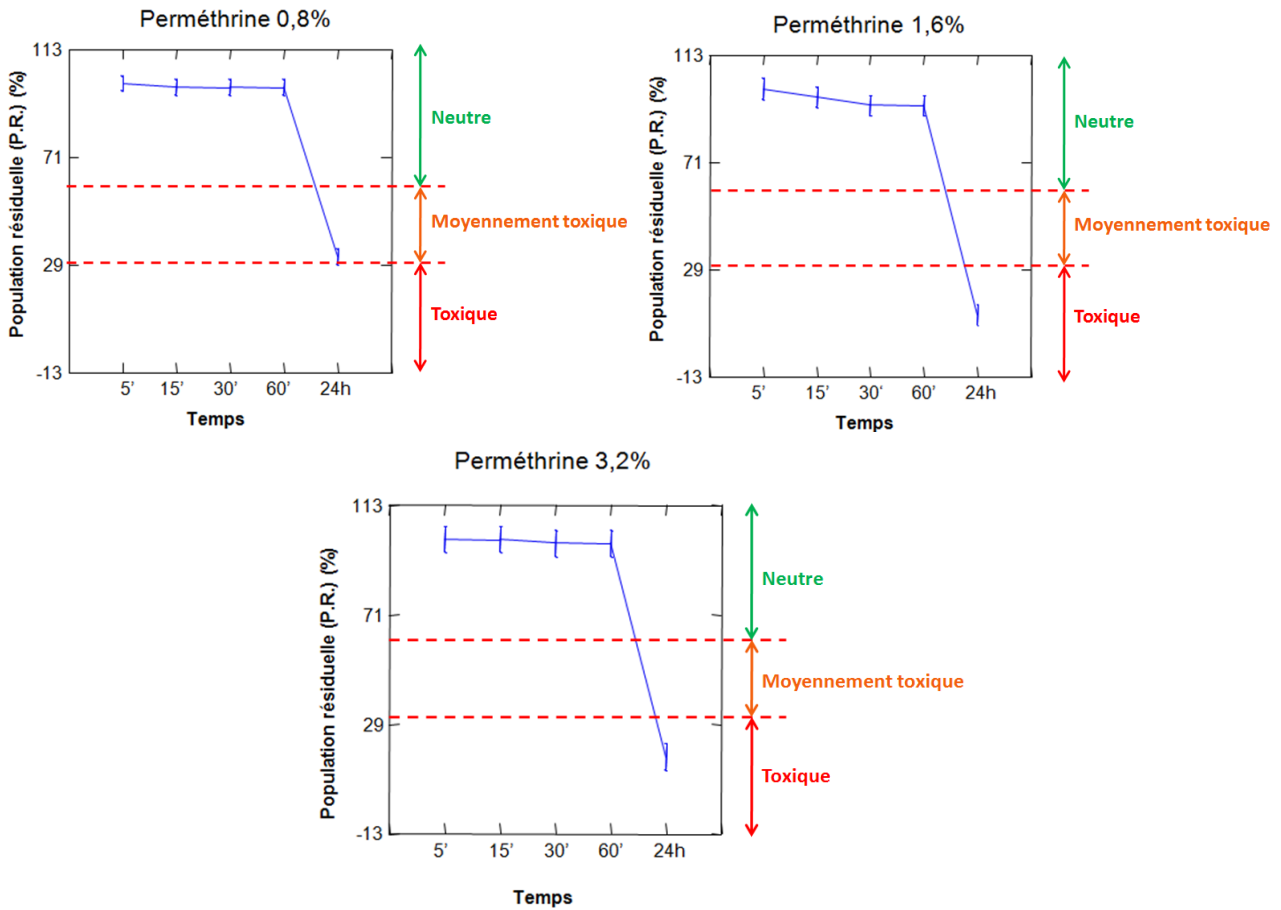 Perméthrine 0,8%
Population résiduelle (P.R.) (%)
113
71
29
-13
5’ 15’ 30’ 60’ 24h
Temps
Neutre
Moyennement toxique
Toxique
Perméthrine 1,6%
Population résiduelle (P.R.) (%)
113
71
29
-13
5’ 15’ 30‘ 60’ 24h
Temps
Neutre
Moyennement toxique
Toxique
Perméthrine 3,2%
Population résiduelle (P.R.) (%)
113
71
29
-13
5’ 15’ 30’ 60’ 24h
Temps
Neutre
Moyennement toxique
Toxique